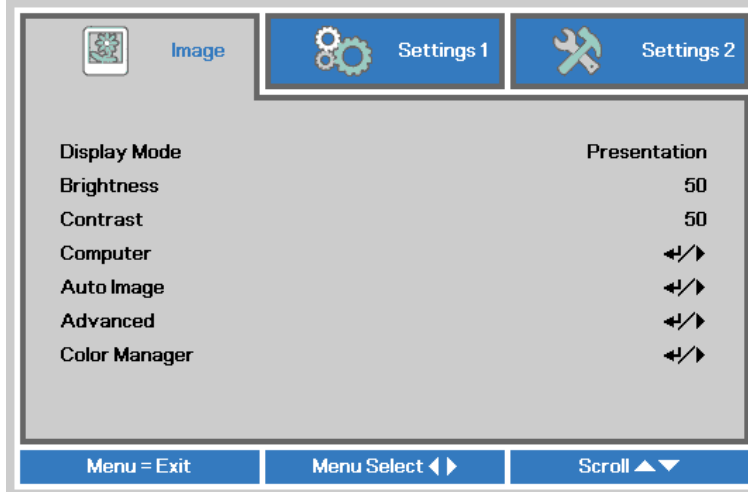 Image
Settings 1
Settings 2
Display Mode Presentation
Brightness 50
Contrast 50
Computer ↵/▶
Auto Image ↵/▶
Advanced ↵/▶
Color Manager ↵/▶
Menu = Exit
Menu Select ◀ ▶
Scroll ▲▼